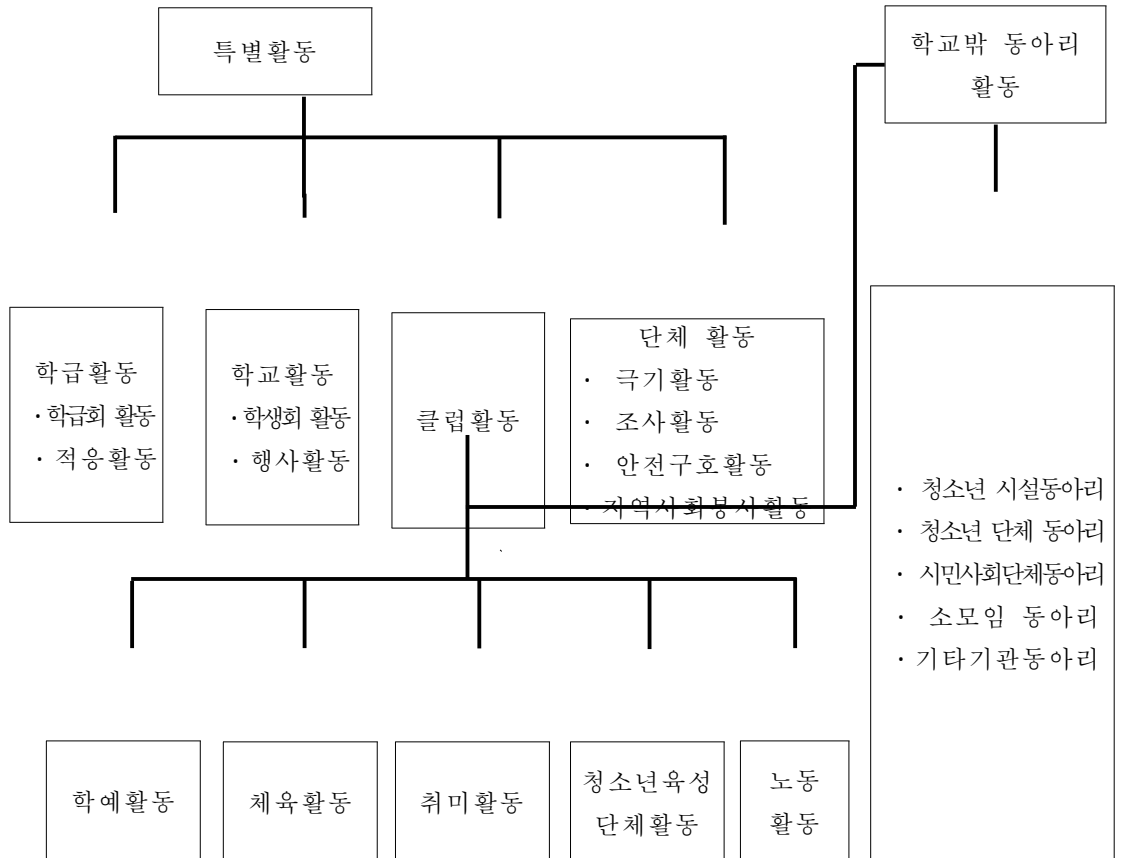 특별활동
학교밖 동아리
활동
학급활동
·학급회 활동
·적응활동
학교활동
·학생회 활동
·행사활동
클럽활동
단체 활동
· 극기활동
· 조사활동
· 안전구호활동
· 지역사회봉사활동
· 청소년 시설동아리
· 청소년 단체 동아리
· 시민사회단체동아리
· 소모임 동아리
· 기타기관동아리
학예활동
체육활동
취미활동
청소년육성
단체활동
노동
활동